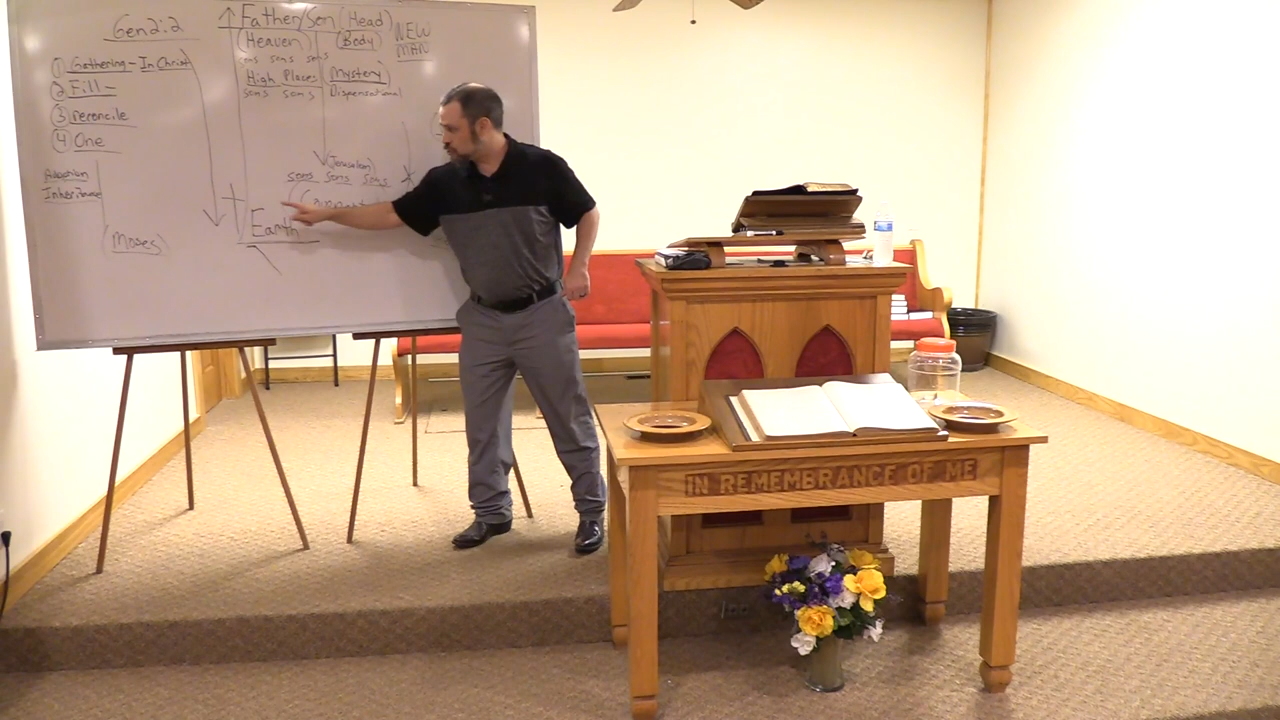 Gen 2:2
① Gathering - In Christ
② Fill -
③ reconcile
④ One
Inheritance
(Moses)
↑ Father/Son (Head)
(Heaven)
sons sons sons
High Places
sons sons
(Body)
Mystery)
Dispensational
NEW
MAN
(Jerusalem)
sons sons sons
Earth
IN REMEMBRANCE OF ME